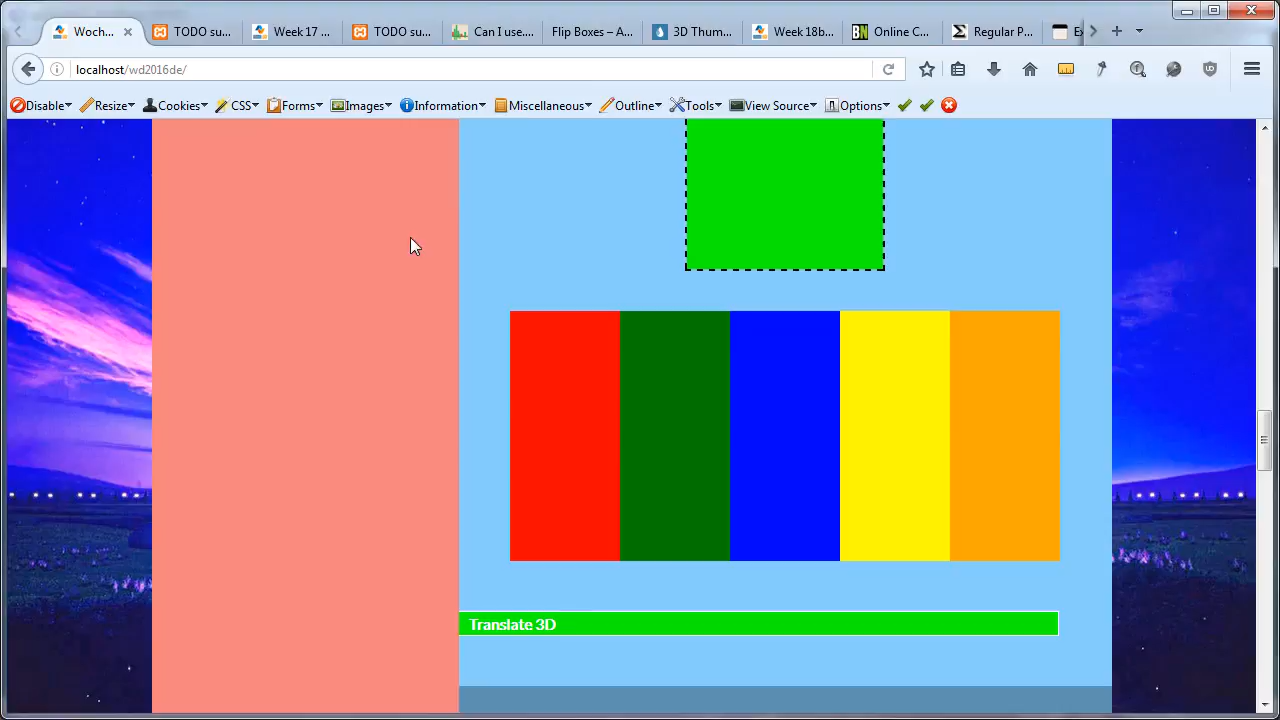 Woch... TODO su... Week 17 ... TODO su... Can I use.... Flip Boxes – A... 3D Thum... Week 18b... Online C... Regular P... Ex
localhost/wd2016de/
Disable Resize Cookies CSS Forms Images Information Miscellaneous Outline Tools View Source Options
Translate 3D